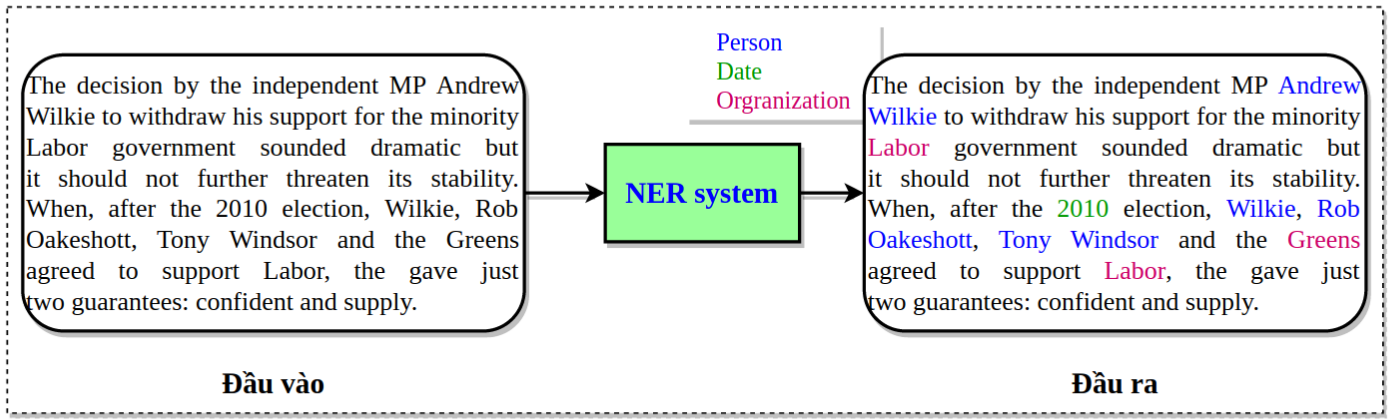 The decision by the independent MP Andrew
Wilkie to withdraw his support for the minority
Labor government sounded dramatic but
it should not further threaten its stability.
When, after the 2010 election, Wilkie, Rob
Oakeshott, Tony Windsor and the Greens
agreed to support Labor, the gave just
two guarantees: confident and supply.
Đầu vào
NER system
Person
Date
Orgranization
The decision by the independent MP Andrew
Wilkie to withdraw his support for the minority
Labor government sounded dramatic but
it should not further threaten its stability.
When, after the 2010 election, Wilkie, Rob
Oakeshott, Tony Windsor and the Greens
agreed to support Labor, the gave just
two guarantees: confident and supply.
Đầu ra